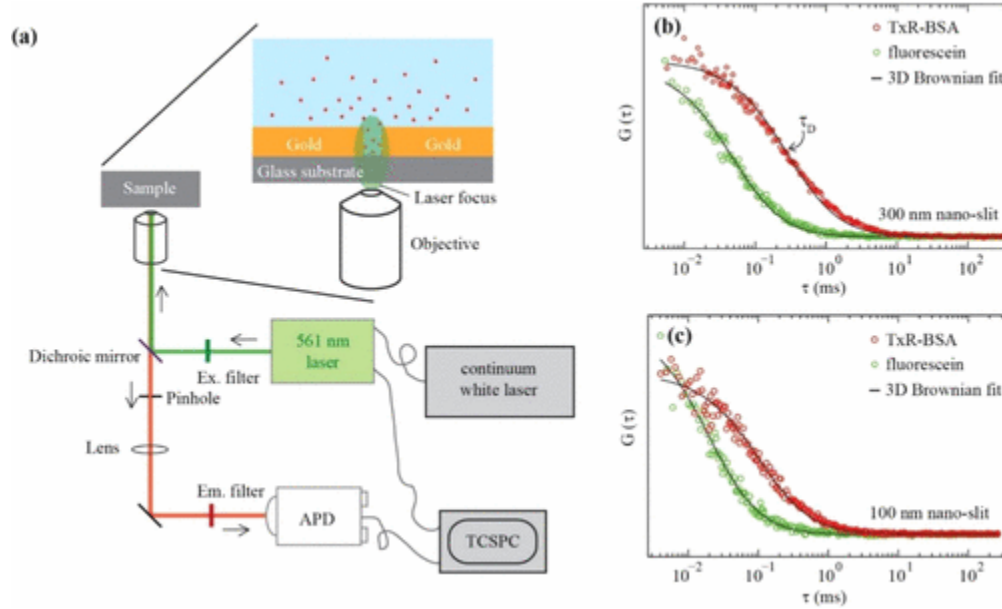 (a)
Gold
Gold
Glass substrate
Laser focus
Objective
Sample
Dichroic mirror
Ex. filter
561 nm
laser
continuum
white laser
Pinhole
Lens
Em. filter
APD
TCSPC
(b)
TxR-BSA
fluorescein
3D Brownian fit
τD
G (τ)
300 nm nano-slit
10⁻² 10⁻¹ 10⁰ 10¹ 10²
τ (ms)
(c)
TxR-BSA
fluorescein
3D Brownian fit
G (τ)
100 nm nano-slit
10⁻² 10⁻¹ 10⁰ 10¹ 10²
τ (ms)